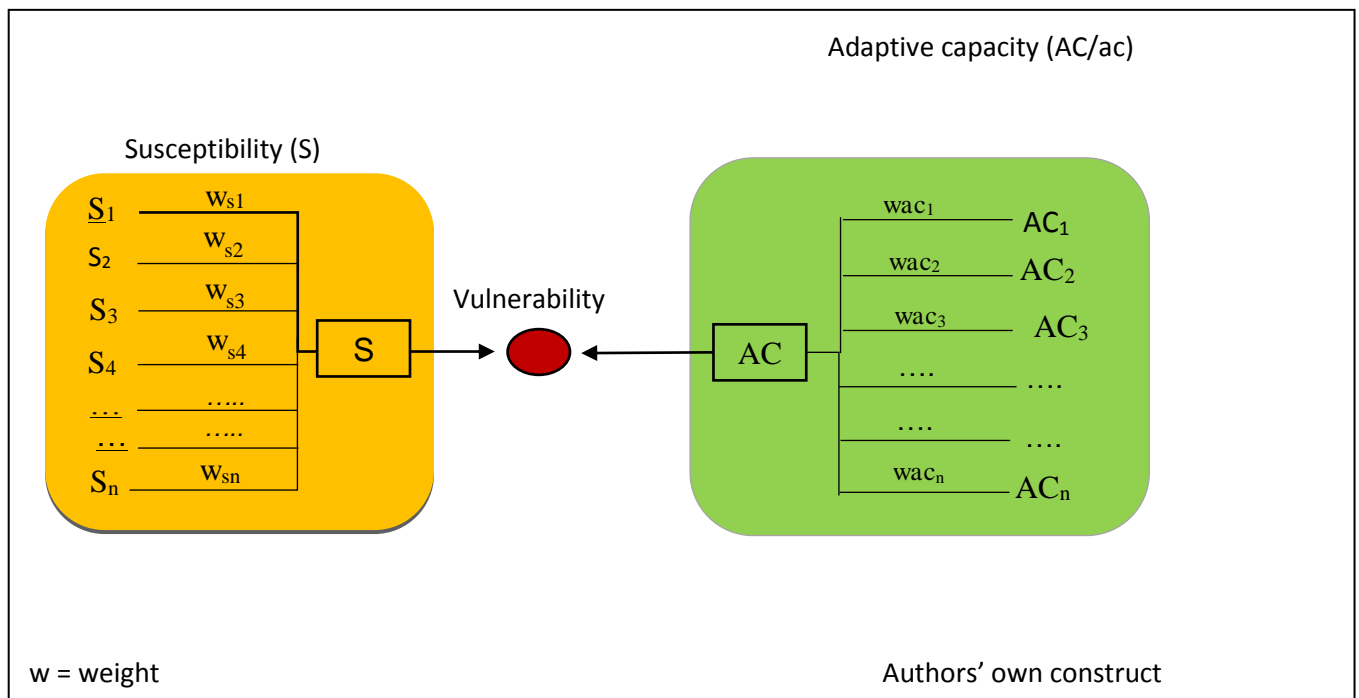 Adaptive capacity (AC/ac)
Susceptibility (S)
S₁ wₛ₁
S₂ wₛ₂
S₃ wₛ₃
S₄ wₛ₄
... .....
... .....
Sₙ wₛₙ
S
Vulnerability
AC
wac₁ AC₁
wac₂ AC₂
wac₃ AC₃
.... ....
.... ....
wacₙ ACₙ
w = weight
Authors’ own construct